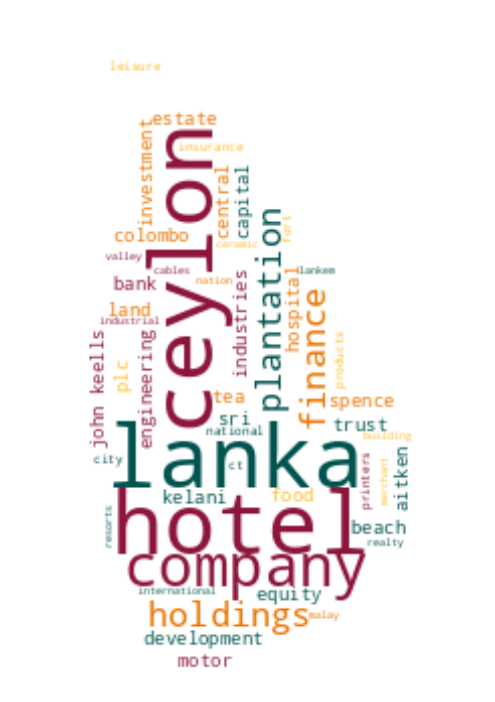 leisure
estate
investment
insurance
ceylon
central
capital
colombo
ceramic
fort
plantation
valley
cables
bank
nation
lankem
industries
hospital
land
industrial
finance
john keells
engineering
plc
products
tea
spence
sri
trust
national
building
lanka
city
ct
aitken
printers
merchant
kelani
food
hotel
resorts
beach
realty
company
international
equity
holdings
malay
development
motor